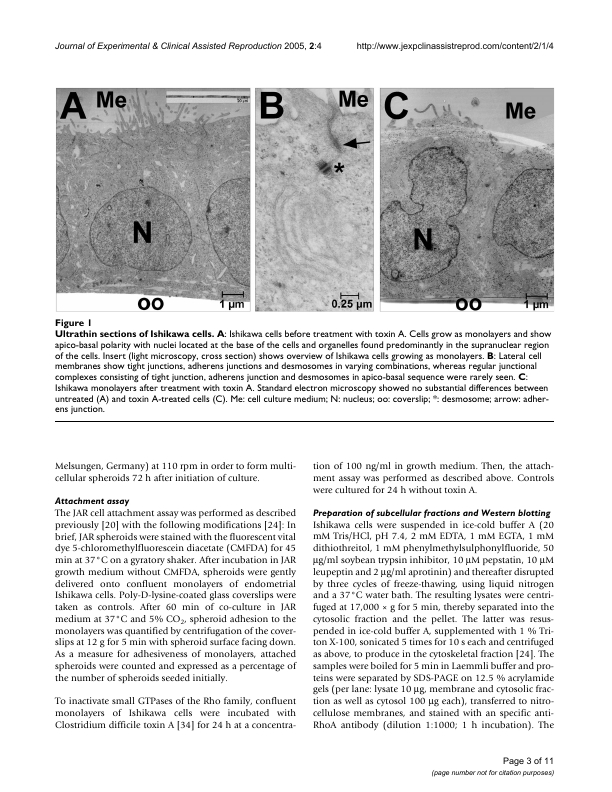 Journal of Experimental & Clinical Assisted Reproduction 2005, 2:4
http://www.jexpclinassistreprod.com/content/2/1/4
A Me
B Me
C Me
*
N
N
oo 1 µm
0.25 µm
oo 1 µm
Figure 1
Ultrathin sections of Ishikawa cells. A: Ishikawa cells before treatment with toxin A. Cells grow as monolayers and show
apico-basal polarity with nuclei located at the base of the cells and organelles found predominantly in the supranuclear region
of the cells. Insert (light microscopy, cross section) shows overview of Ishikawa cells growing as monolayers. B: Lateral cell
membranes show tight junctions, adherens junctions and desmosomes in varying combinations, whereas regular junctional
complexes consisting of tight junction, adherens junction and desmosomes in apico-basal sequence were rarely seen. C:
Ishikawa monolayers after treatment with toxin A. Standard electron microscopy showed no substantial differences between
untreated (A) and toxin A-treated cells (C). Me: cell culture medium; N: nucleus; oo: coverslip; *: desmosome; arrow: adher-
ens junction.
Melsungen, Germany) at 110 rpm in order to form multi-
cellular spheroids 72 h after initiation of culture.
Attachment assay
The JAR cell attachment assay was performed as described
previously [20] with the following modifications [24]: In
brief, JAR spheroids were stained with the fluorescent vital
dye 5-chloromethylfluorescein diacetate (CMFDA) for 45
min at 37°C on a gyratory shaker. After incubation in JAR
growth medium without CMFDA, spheroids were gently
delivered onto confluent monolayers of endometrial
Ishikawa cells. Poly-D-lysine-coated glass coverslips were
taken as controls. After 60 min of co-culture in JAR
medium at 37°C and 5% CO2, spheroid adhesion to the
monolayers was quantified by centrifugation of the cover-
slips at 12 g for 5 min with spheroid surface facing down.
As a measure for adhesiveness of monolayers, attached
spheroids were counted and expressed as a percentage of
the number of spheroids seeded initially.
To inactivate small GTPases of the Rho family, confluent
monolayers of Ishikawa cells were incubated with
Clostridium difficile toxin A [34] for 24 h at a concentra-
tion of 100 ng/ml in growth medium. Then, the attach-
ment assay was performed as described above. Controls
were cultured for 24 h without toxin A.
Preparation of subcellular fractions and Western blotting
Ishikawa cells were suspended in ice-cold buffer A (20
mM Tris/HCl, pH 7.4, 2 mM EDTA, 1 mM EGTA, 1 mM
dithiothreitol, 1 mM phenylmethylsulphonylfluoride, 50
µg/ml soybean trypsin inhibitor, 10 µM pepstatin, 10 µM
leupeptin and 2 µg/ml aprotinin) and thereafter disrupted
by three cycles of freeze-thawing, using liquid nitrogen
and a 37°C water bath. The resulting lysates were centri-
fuged at 17,000 × g for 5 min, thereby separated into the
cytosolic fraction and the pellet. The latter was resus-
pended in ice-cold buffer A, supplemented with 1 % Tri-
ton X-100, sonicated 5 times for 10 s each and centrifuged
as above, to produce in the cytoskeletal fraction [24]. The
samples were boiled for 5 min in Laemmli buffer and pro-
teins were separated by SDS-PAGE on 12.5 % acrylamide
gels (per lane: lysate 10 µg, membrane and cytosolic frac-
tion as well as cytosol 100 µg each), transferred to nitro-
cellulose membranes, and stained with an specific anti-
RhoA antibody (dilution 1:1000; 1 h incubation). The
Page 3 of 11
(page number not for citation purposes)